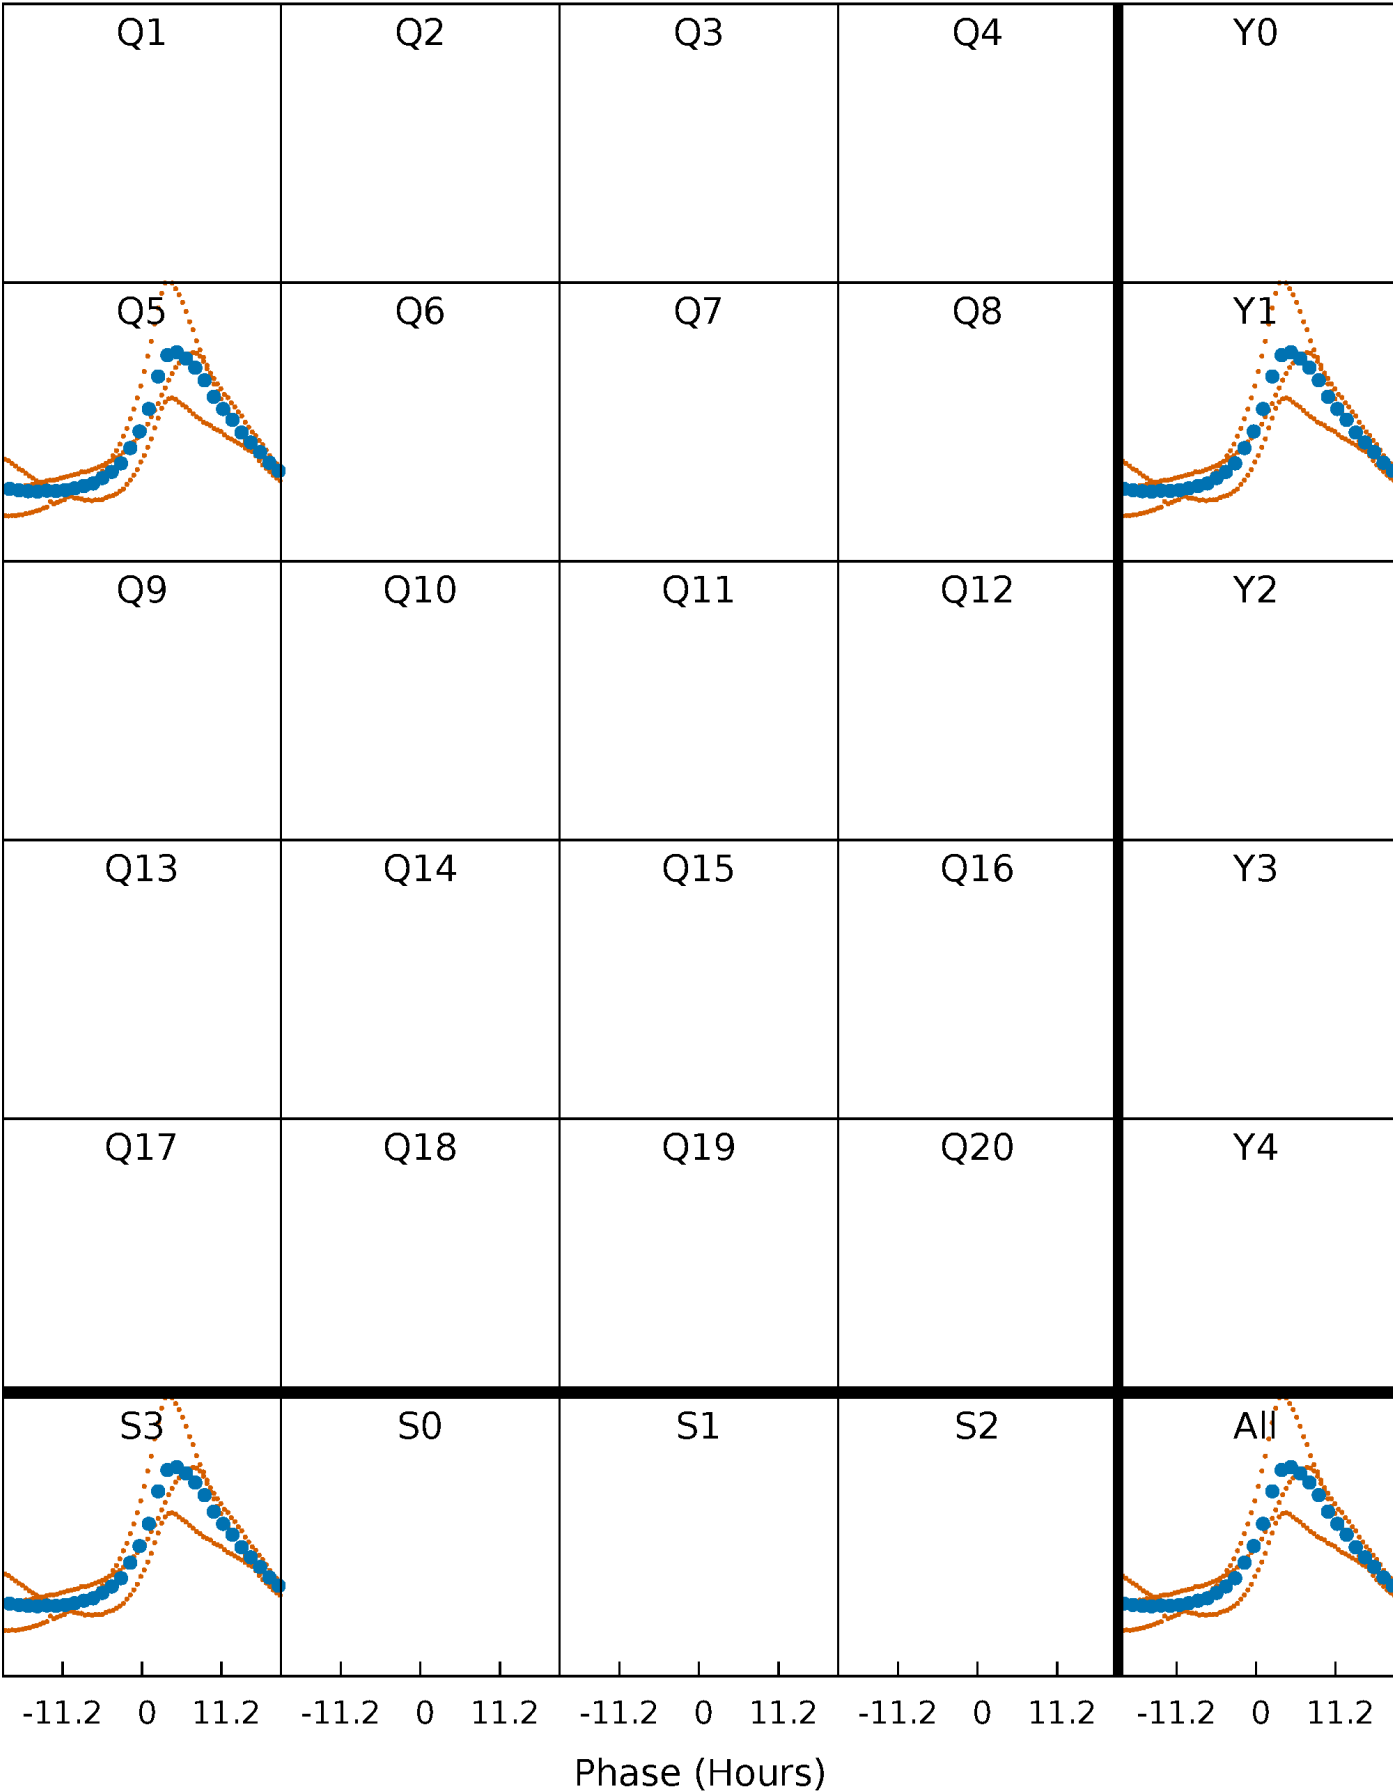 Q1 Q2 Q3 Q4 Y0
Q5 Q6 Q7 Q8 Y1
Q9 Q10 Q11 Q12 Y2
Q13 Q14 Q15 Q16 Y3
Q17 Q18 Q19 Q20 Y4
S3 S0 S1 S2 All
-11.2 0 11.2 -11.2 0 11.2 -11.2 0 11.2 -11.2 0 11.2 -11.2 0 11.2
Phase (Hours)